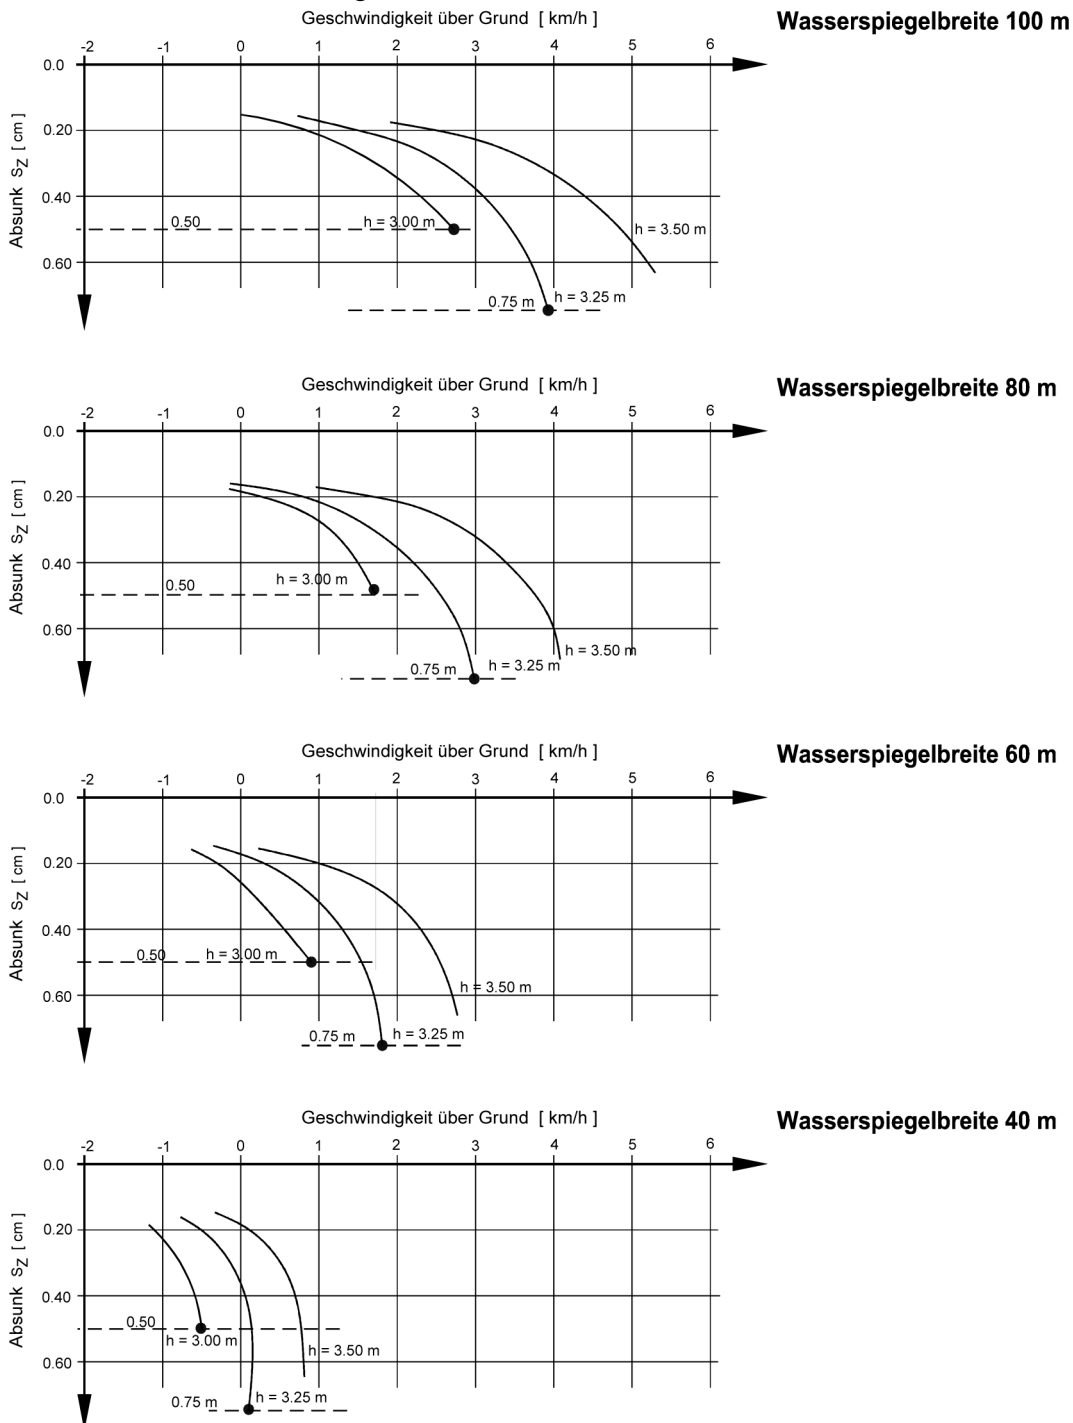 Geschwindigkeit über Grund [ km/h ]
Wasserspiegelbreite 100 m
-2 -1 0 1 2 3 4 5 6
0.0
0.20
0.40
0.50
h = 3.00 m
h = 3.50 m
0.60
0.75 m
h = 3.25 m
Absunk sZ [ cm ]
Geschwindigkeit über Grund [ km/h ]
Wasserspiegelbreite 80 m
-2 -1 0 1 2 3 4 5 6
0.0
0.20
0.40
0.50
h = 3.00 m
0.60
h = 3.50 m
0.75 m
h = 3.25 m
Absunk sZ [ cm ]
Geschwindigkeit über Grund [ km/h ]
Wasserspiegelbreite 60 m
-2 -1 0 1 2 3 4 5 6
0.0
0.20
0.40
0.50
h = 3.00 m
h = 3.50 m
0.60
0.75 m
h = 3.25 m
Absunk sZ [ cm ]
Geschwindigkeit über Grund [ km/h ]
Wasserspiegelbreite 40 m
-2 -1 0 1 2 3 4 5 6
0.0
0.20
0.40
0.50
h = 3.00 m
h = 3.50 m
0.60
0.75 m
h = 3.25 m
Absunk sZ [ cm ]